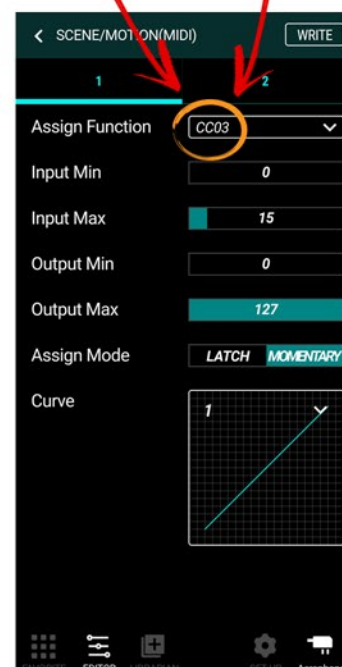 SCENE/MOTION(MIDI) WRITE
1 2
Assign Function CC03
Input Min 0
Input Max 15
Output Min 0
Output Max 127
Assign Mode LATCH MOMENTARY
Curve 1
EDITOR